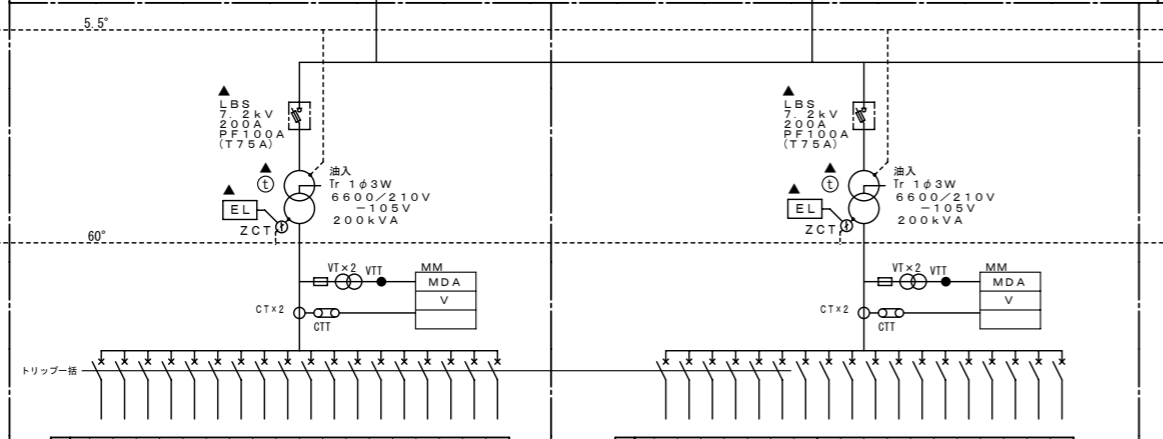 5.5°
▲
LBS
7.2kV
200A
PF100A
(T75A)
▲
t
油入
Tr 1φ3W
6600/210V
-105V
200kVA
▲
EL
ZCT
60°
VT×2
VTT
MM
MDA
V
CT×2
CTT
トリップ一括
▲
LBS
7.2kV
200A
PF100A
(T75A)
▲
t
油入
Tr 1φ3W
6600/210V
-105V
200kVA
▲
EL
ZCT
VT×2
VTT
MM
MDA
V
CT×2
CTT